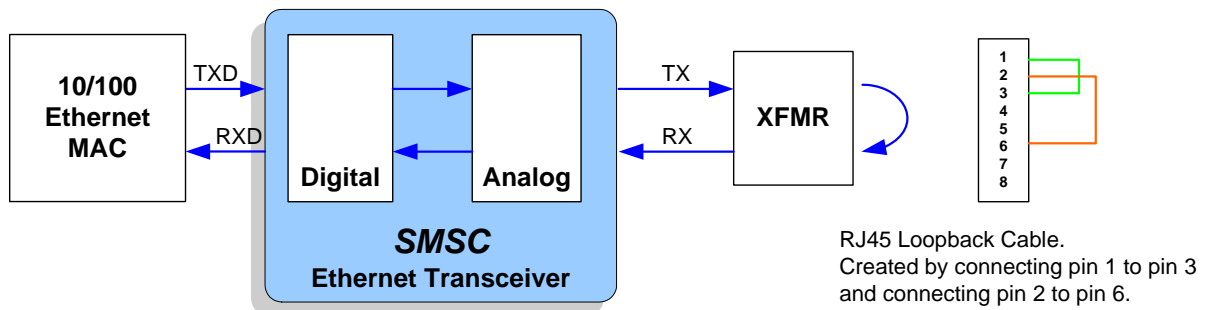 10/100
Ethernet
MAC
TXD
RXD
Digital
Analog
SMSC
Ethernet Transceiver
TX
RX
XFMR
1
2
3
4
5
6
7
8
RJ45 Loopback Cable.
Created by connecting pin 1 to pin 3
and connecting pin 2 to pin 6.